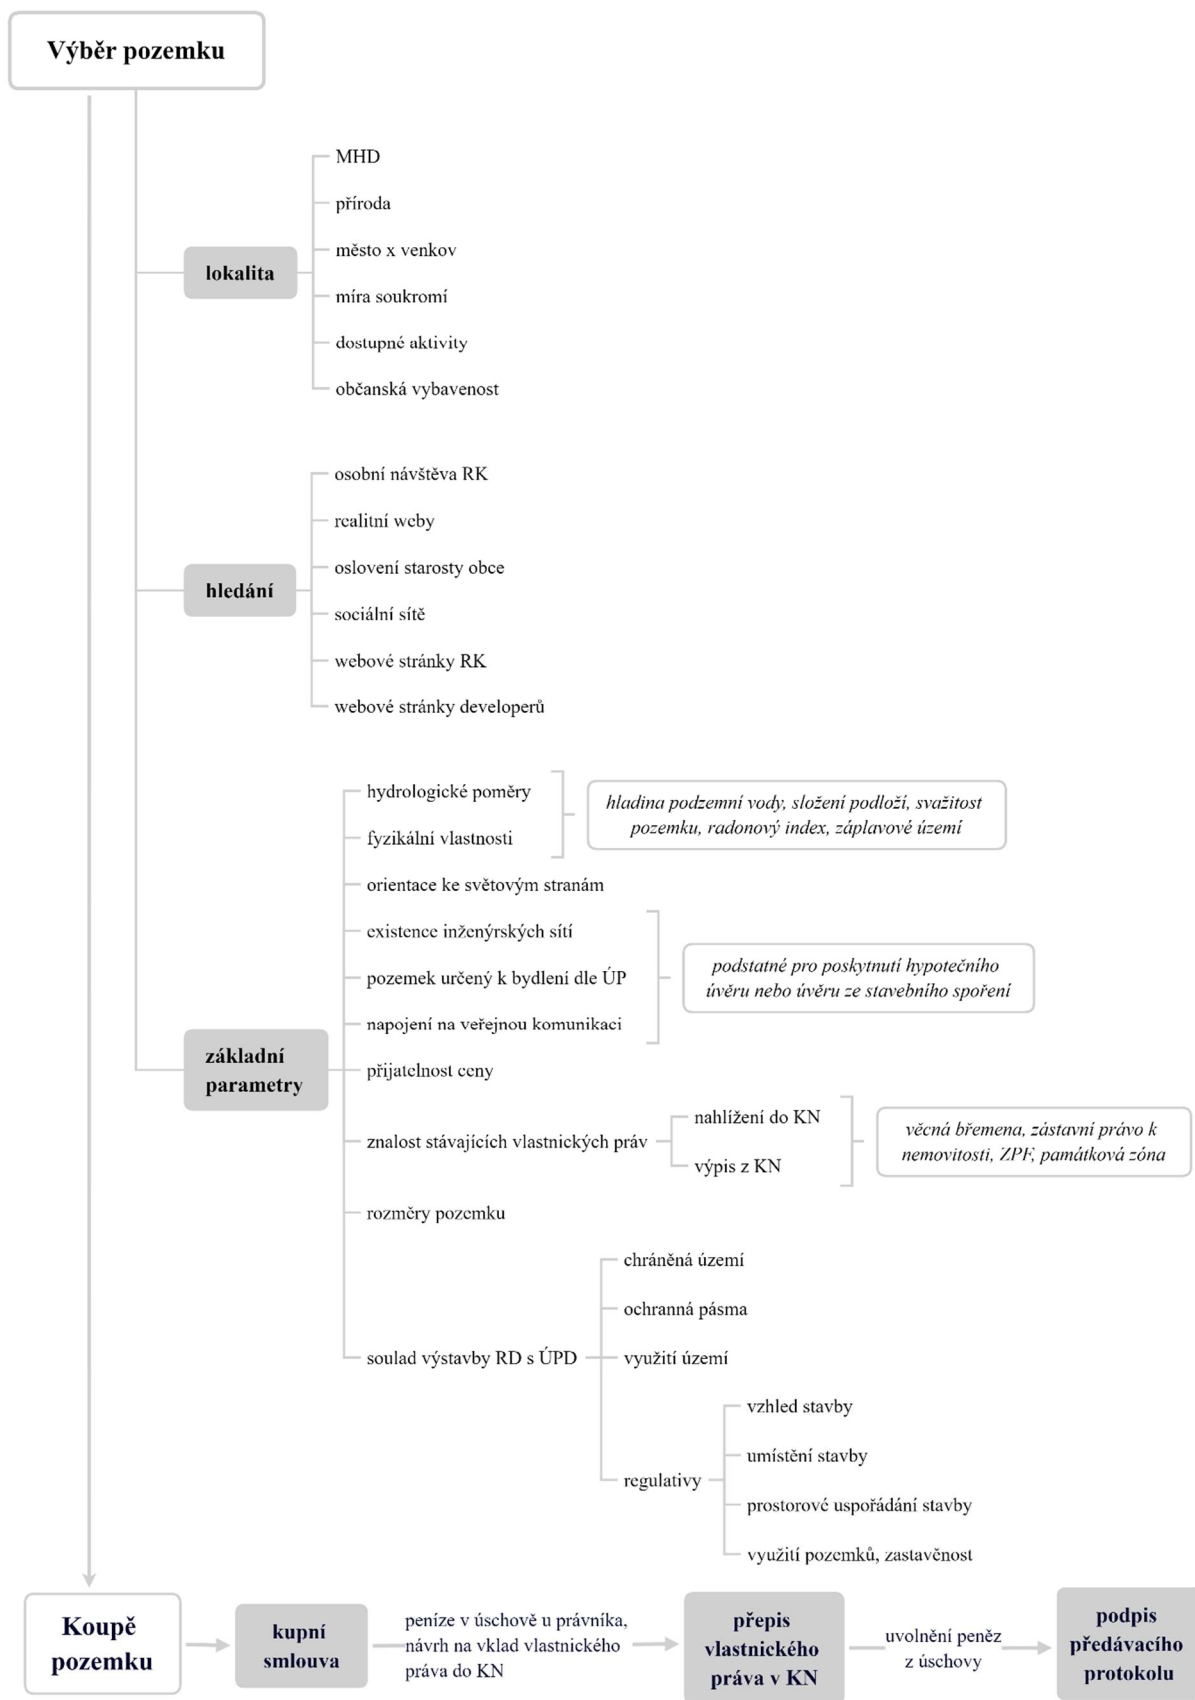 Výběr pozemku
lokalita
MHD
příroda
město x venkov
míra soukromí
dostupné aktivity
občanská vybavenost
hledání
osobní návštěva RK
realitní weby
oslovení starosty obce
sociální sítě
webové stránky RK
webové stránky developerů
základní
parametry
hydrologické poměry
fyzikální vlastnosti
hladina podzemní vody, složení podloží, svažitost
pozemku, radonový index, záplavové území
orientace ke světovým stranám
existence inženýrských sítí
pozemek určený k bydlení dle ÚP
napojení na veřejnou komunikaci
podstatné pro poskytnutí hypotečního
úvěru nebo úvěru ze stavebního spoření
přijatelnost ceny
znalost stávajících vlastnických práv
nahlížení do KN
výpis z KN
věcná břemena, zástavní právo k
nemovitosti, ZPF, památková zóna
rozměry pozemku
soulad výstavby RD s ÚPD
chráněná území
ochranná pásma
využití území
regulativy
vzhled stavby
umístění stavby
prostorové uspořádání stavby
využití pozemků, zastavěnost
Koupě
pozemku
kupní
smlouva
peníze v úschově u právníka,
návrh na vklad vlastnického
práva do KN
přepis
vlastnického
práva v KN
uvolnění peněz
z úschovy
podpis
předávacího
protokolu